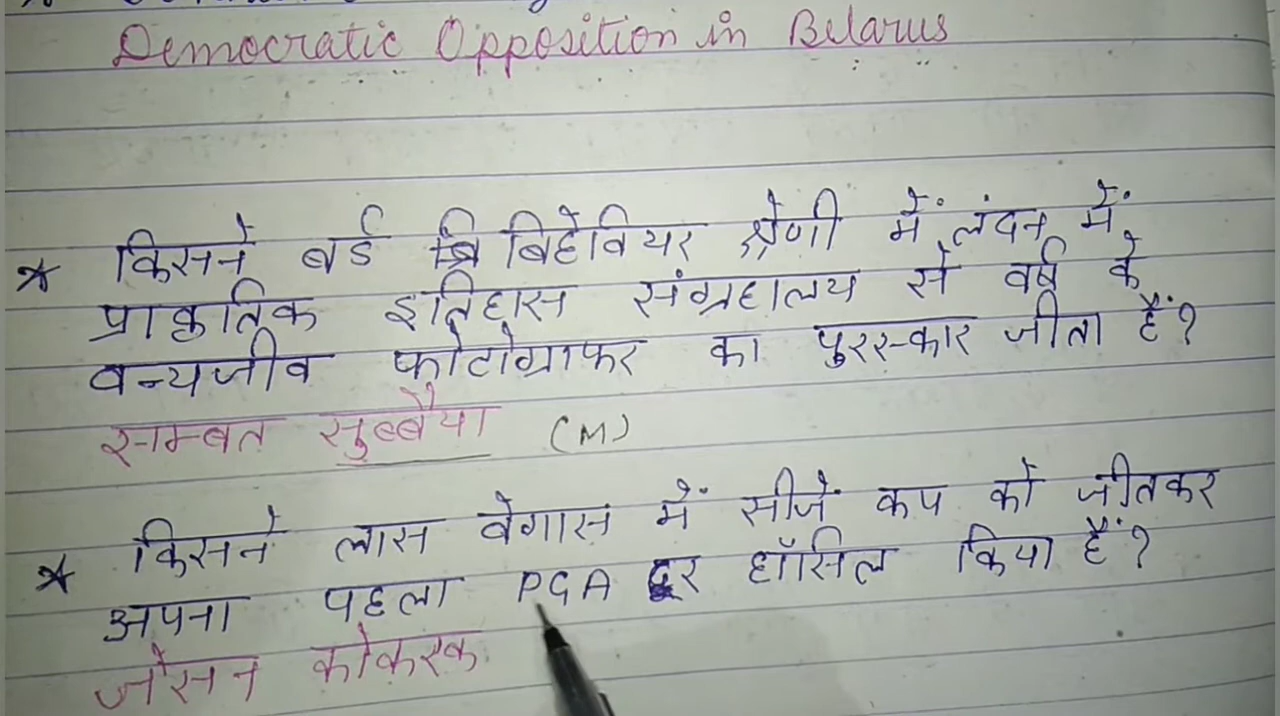 Democratic Opposition in Belarus
* किसने बर्ड बिहेवियर श्रेणी में लंदन में
प्राकृतिक इतिहास संग्रहालय से वर्ष के
वन्यजीव फोटोग्राफर का पुरस्कार जीता हैं?
सम्बत सुब्बैया (M)
* किसने लास वेगास में सीजे कप को जीतकर
अपना पहला PGA टूर हाँसिल किया हैं?
जेसन कोकरक